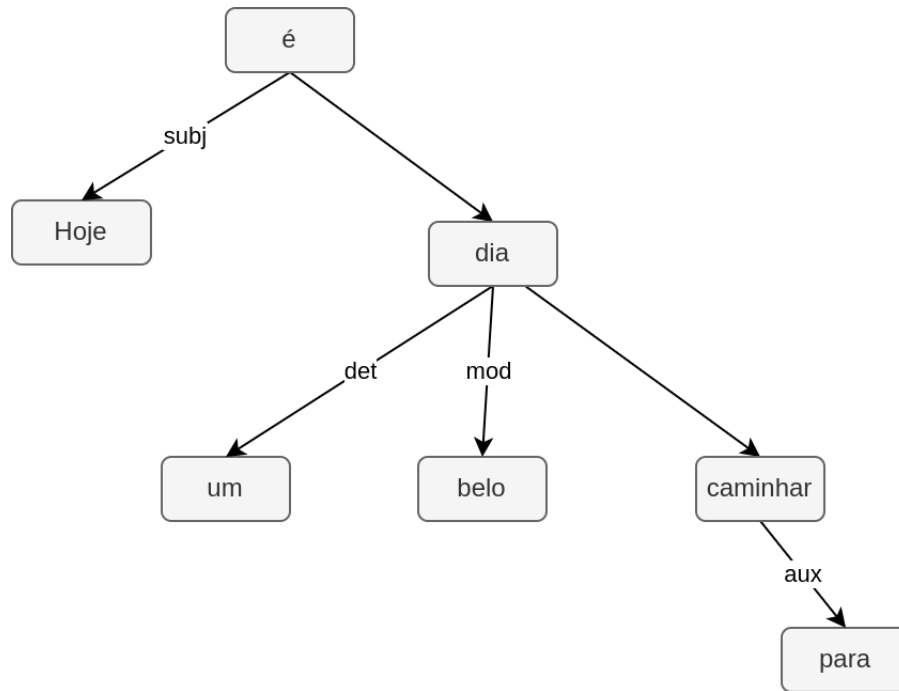 é
subj
Hoje
dia
det
mod
um
belo
caminhar
aux
para